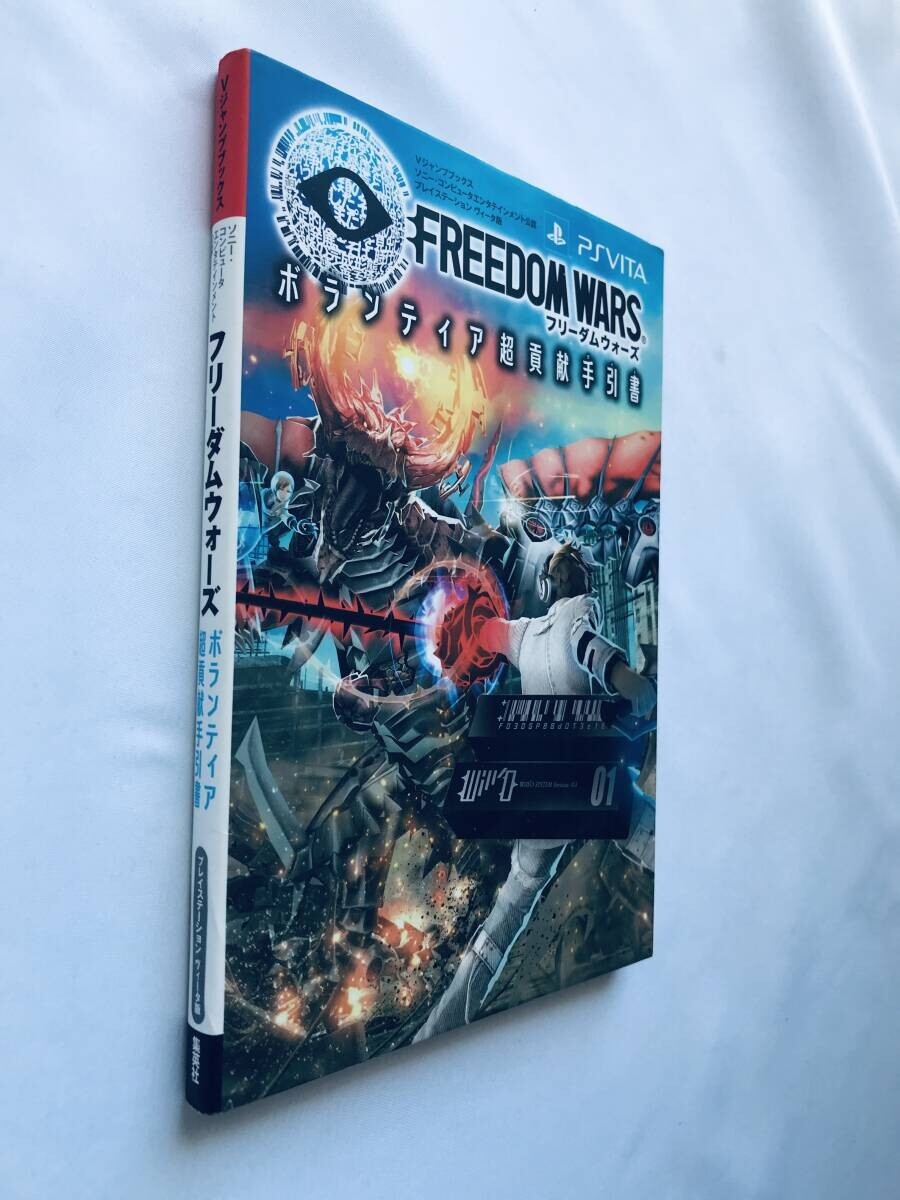 Vジャンプブックス
ソニー・
コンピュータ
エンタテインメント
フリーダムウォーズ
ボランティア
超貢献手引書
プレイステーション ヴィータ版
集英社
Vジャンプブックス
ソニー・コンピュータエンタテインメント公認
プレイステーション ヴィータ版
PSVITA
FREEDOM WARS®
フリーダムウォーズ
ボランティア超貢献手引書
01